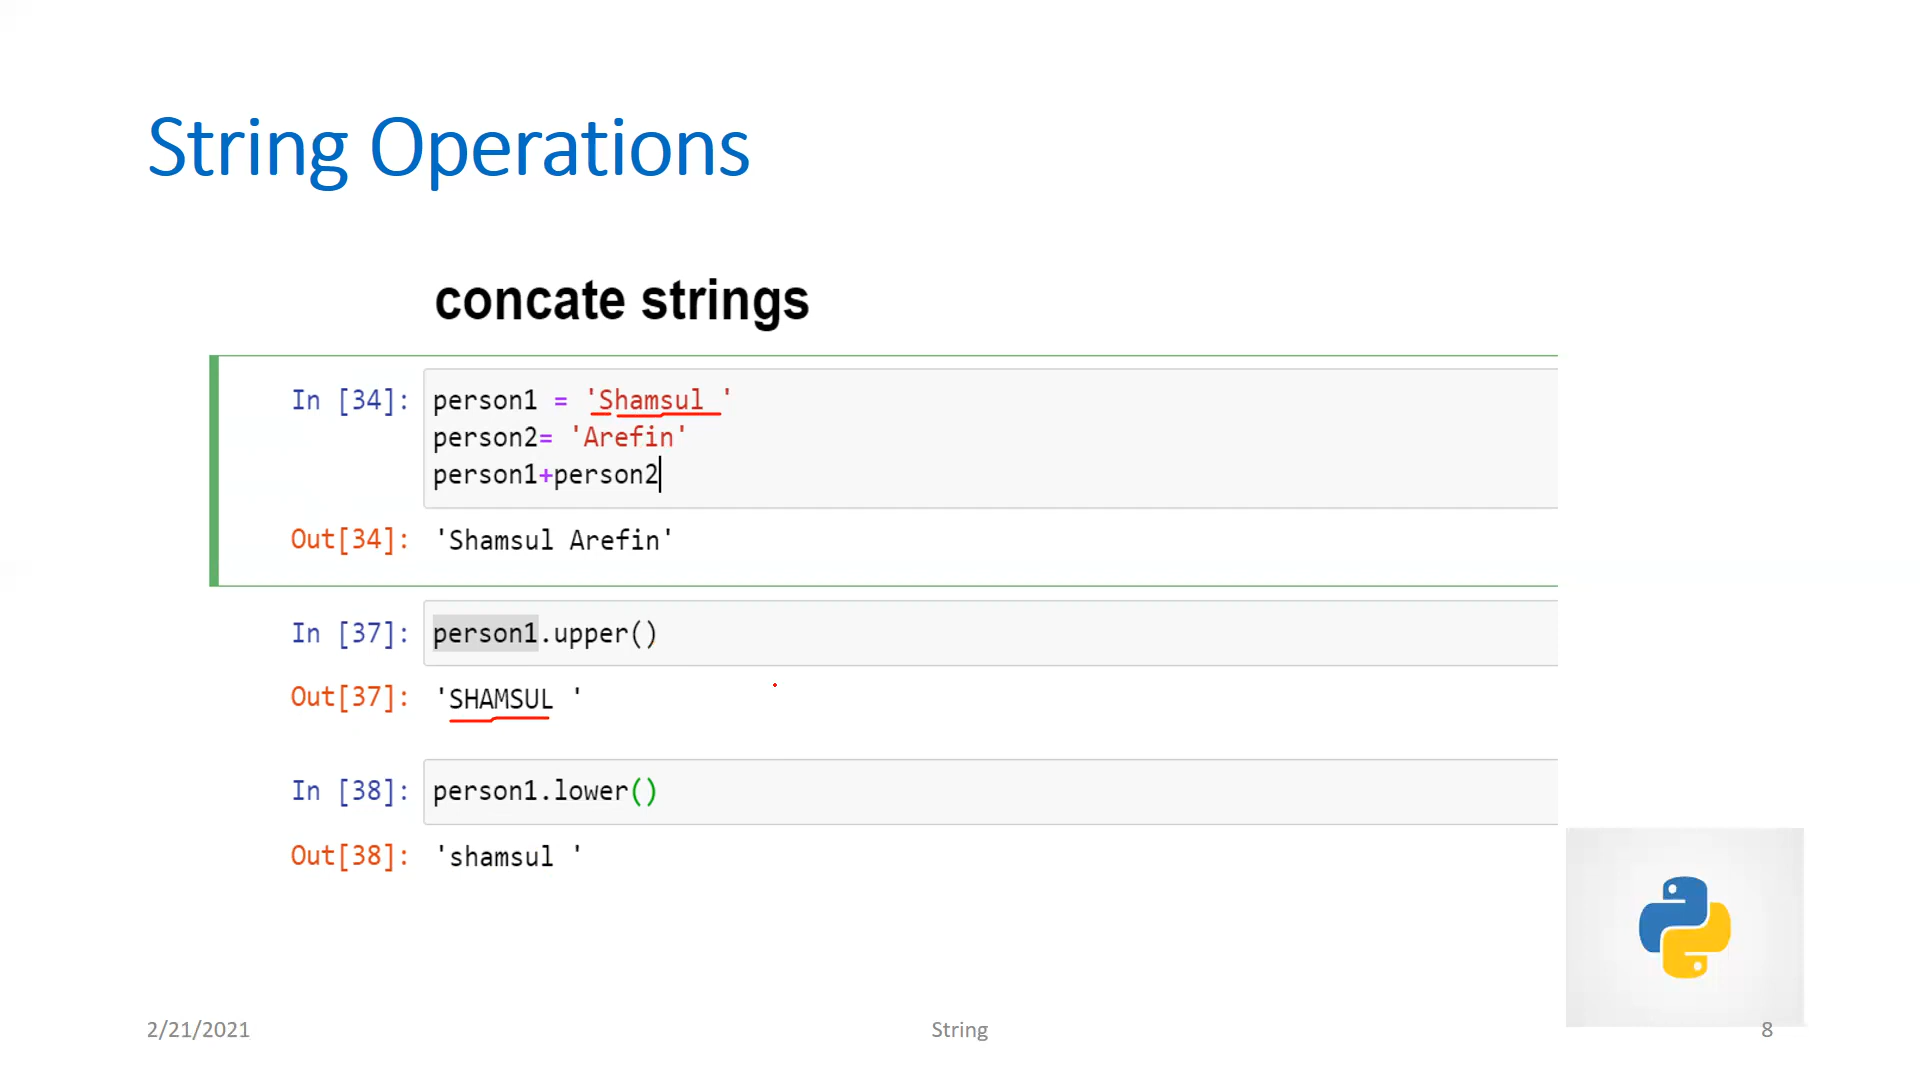 String Operations
concate strings
In [34]: person1 = 'Shamsul '
person2= 'Arefin'
person1+person2
Out[34]: 'Shamsul Arefin'
In [37]: person1.upper()
Out[37]: 'SHAMSUL '
In [38]: person1.lower()
Out[38]: 'shamsul '
2/21/2021 String 8